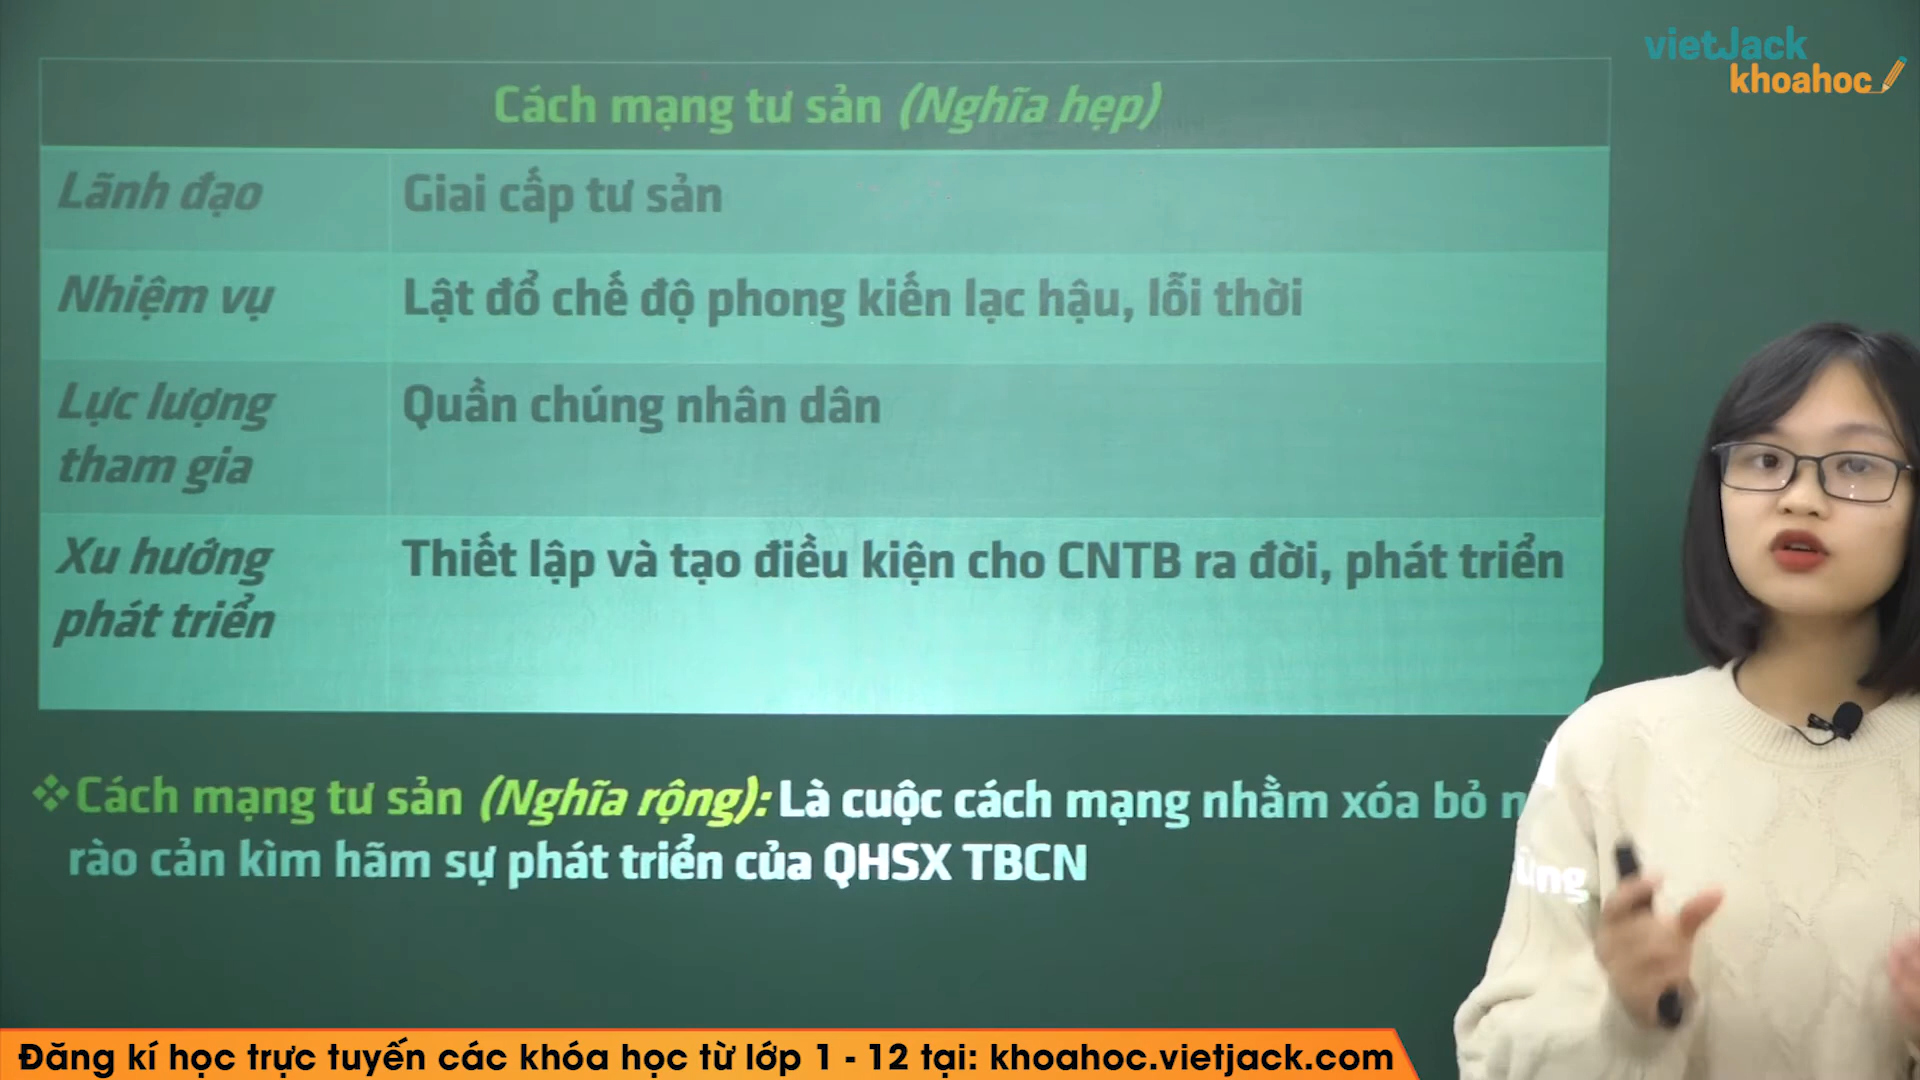 vietJack
khoahoc
Cách mạng tư sản (Nghĩa hẹp)
Lãnh đạo
Giai cấp tư sản
Nhiệm vụ
Lật đổ chế độ phong kiến lạc hậu, lỗi thời
Lực lượng
tham gia
Quần chúng nhân dân
Xu hướng
phát triển
Thiết lập và tạo điều kiện cho CNTB ra đời, phát triển
❖Cách mạng tư sản (Nghĩa rộng): Là cuộc cách mạng nhằm xóa bỏ
rào cản kìm hãm sự phát triển của QHSX TBCN
Đăng kí học trực tuyến các khóa học từ lớp 1 - 12 tại: khoahoc.vietjack.com